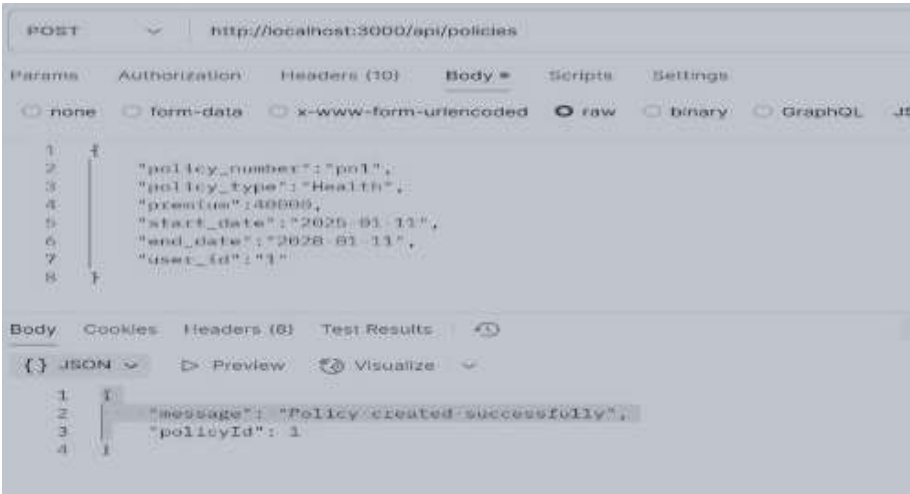 POST http://localhost:3000/api/policies
Params Authorization Headers (10) Body Scripts Settings
none form-data x-www-form-urlencoded raw binary GraphQL JS
1 {
2 "policy_number":"pn1",
3 "policy_type":"Health",
4 "premium":40000,
5 "start_date":"2025-01-11",
6 "end_date":"2028-01-11",
7 "user_id":"1"
8 }
Body Cookies Headers (8) Test Results
{} JSON Preview Visualize
1 {
2 "message": "Policy created successfully",
3 "policyId": 1
4 }